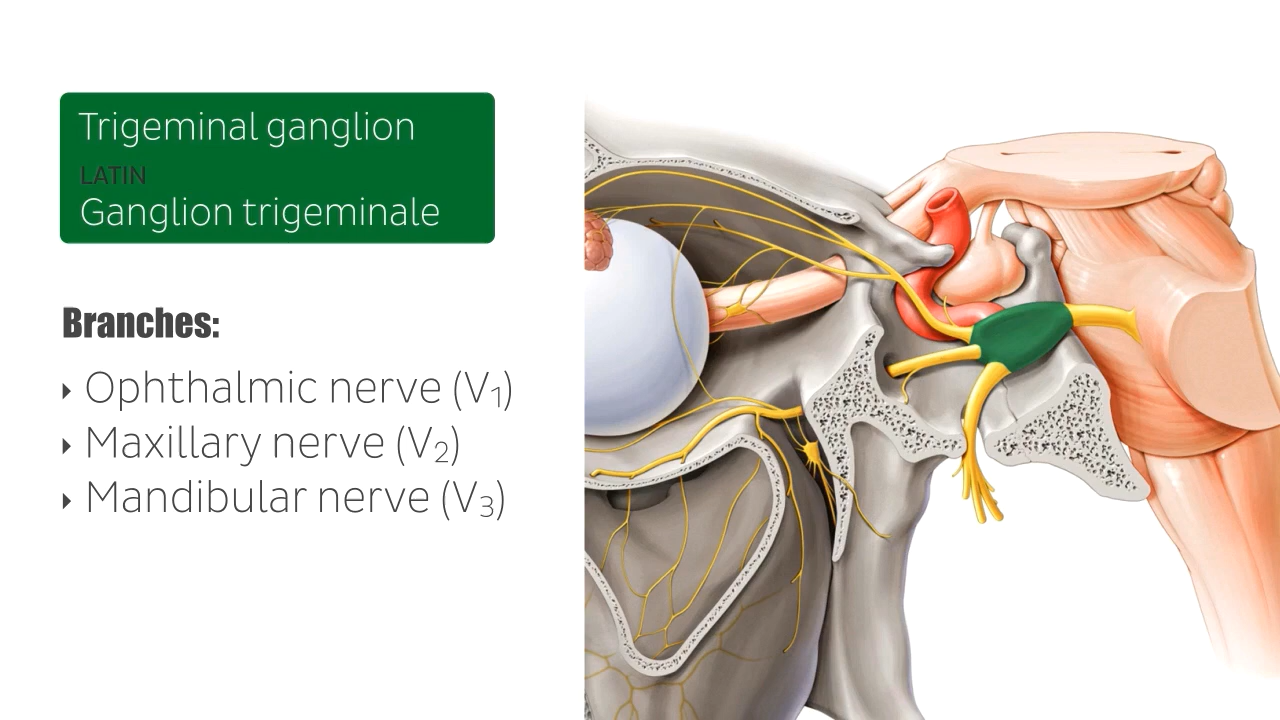 Trigeminal ganglion
LATIN
Ganglion trigeminale
Branches:
‣ Ophthalmic nerve (V₁)
‣ Maxillary nerve (V₂)
‣ Mandibular nerve (V₃)